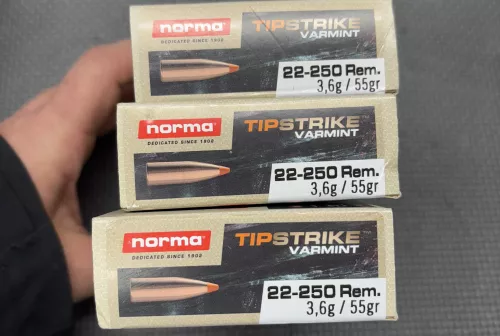 norma
TIPSTRIKE
VARMINT
DEDICATED SINCE 1902
22-250 Rem.
3,6g / 55gr
norma
TIPSTRIKE
VARMINT
DEDICATED SINCE 1902
22-250 Rem.
3,6g / 55gr
norma
TIPSTRIKE
VARMINT
DEDICATED SINCE 1902
22-250 Rem.
3,6g / 55gr